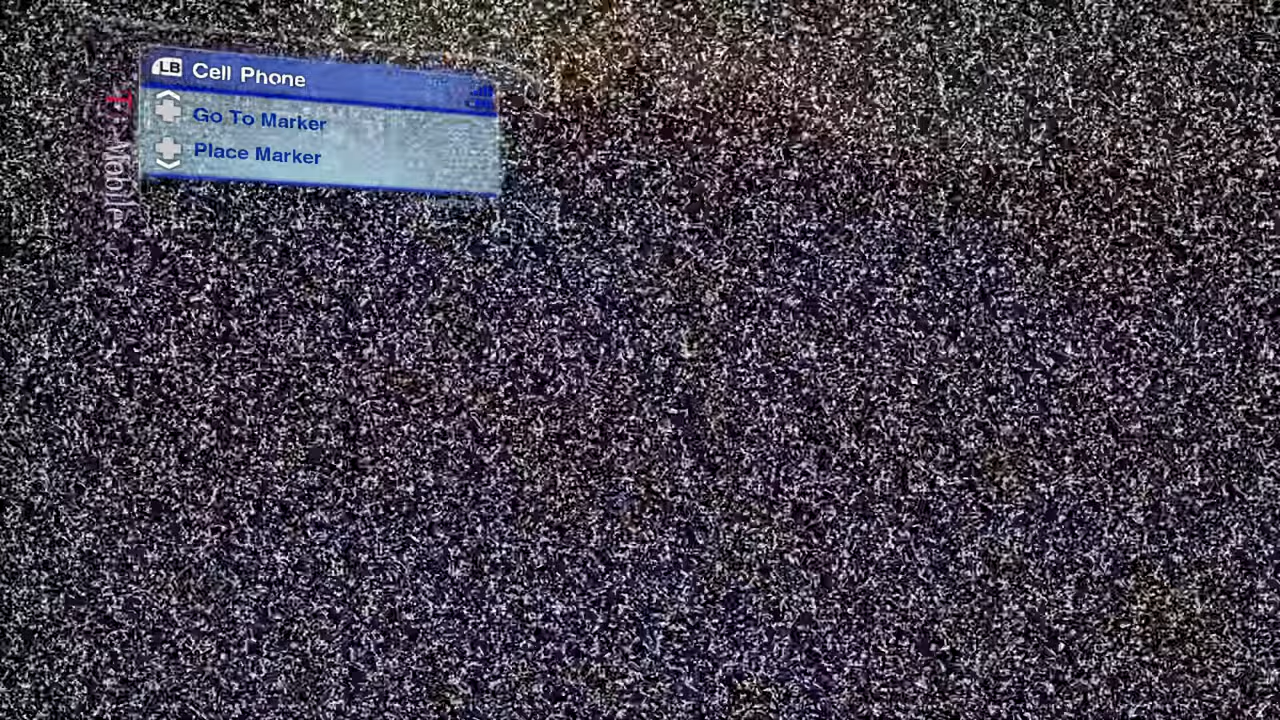 LB Cell Phone
Go To Marker
Place Marker
T Mobile